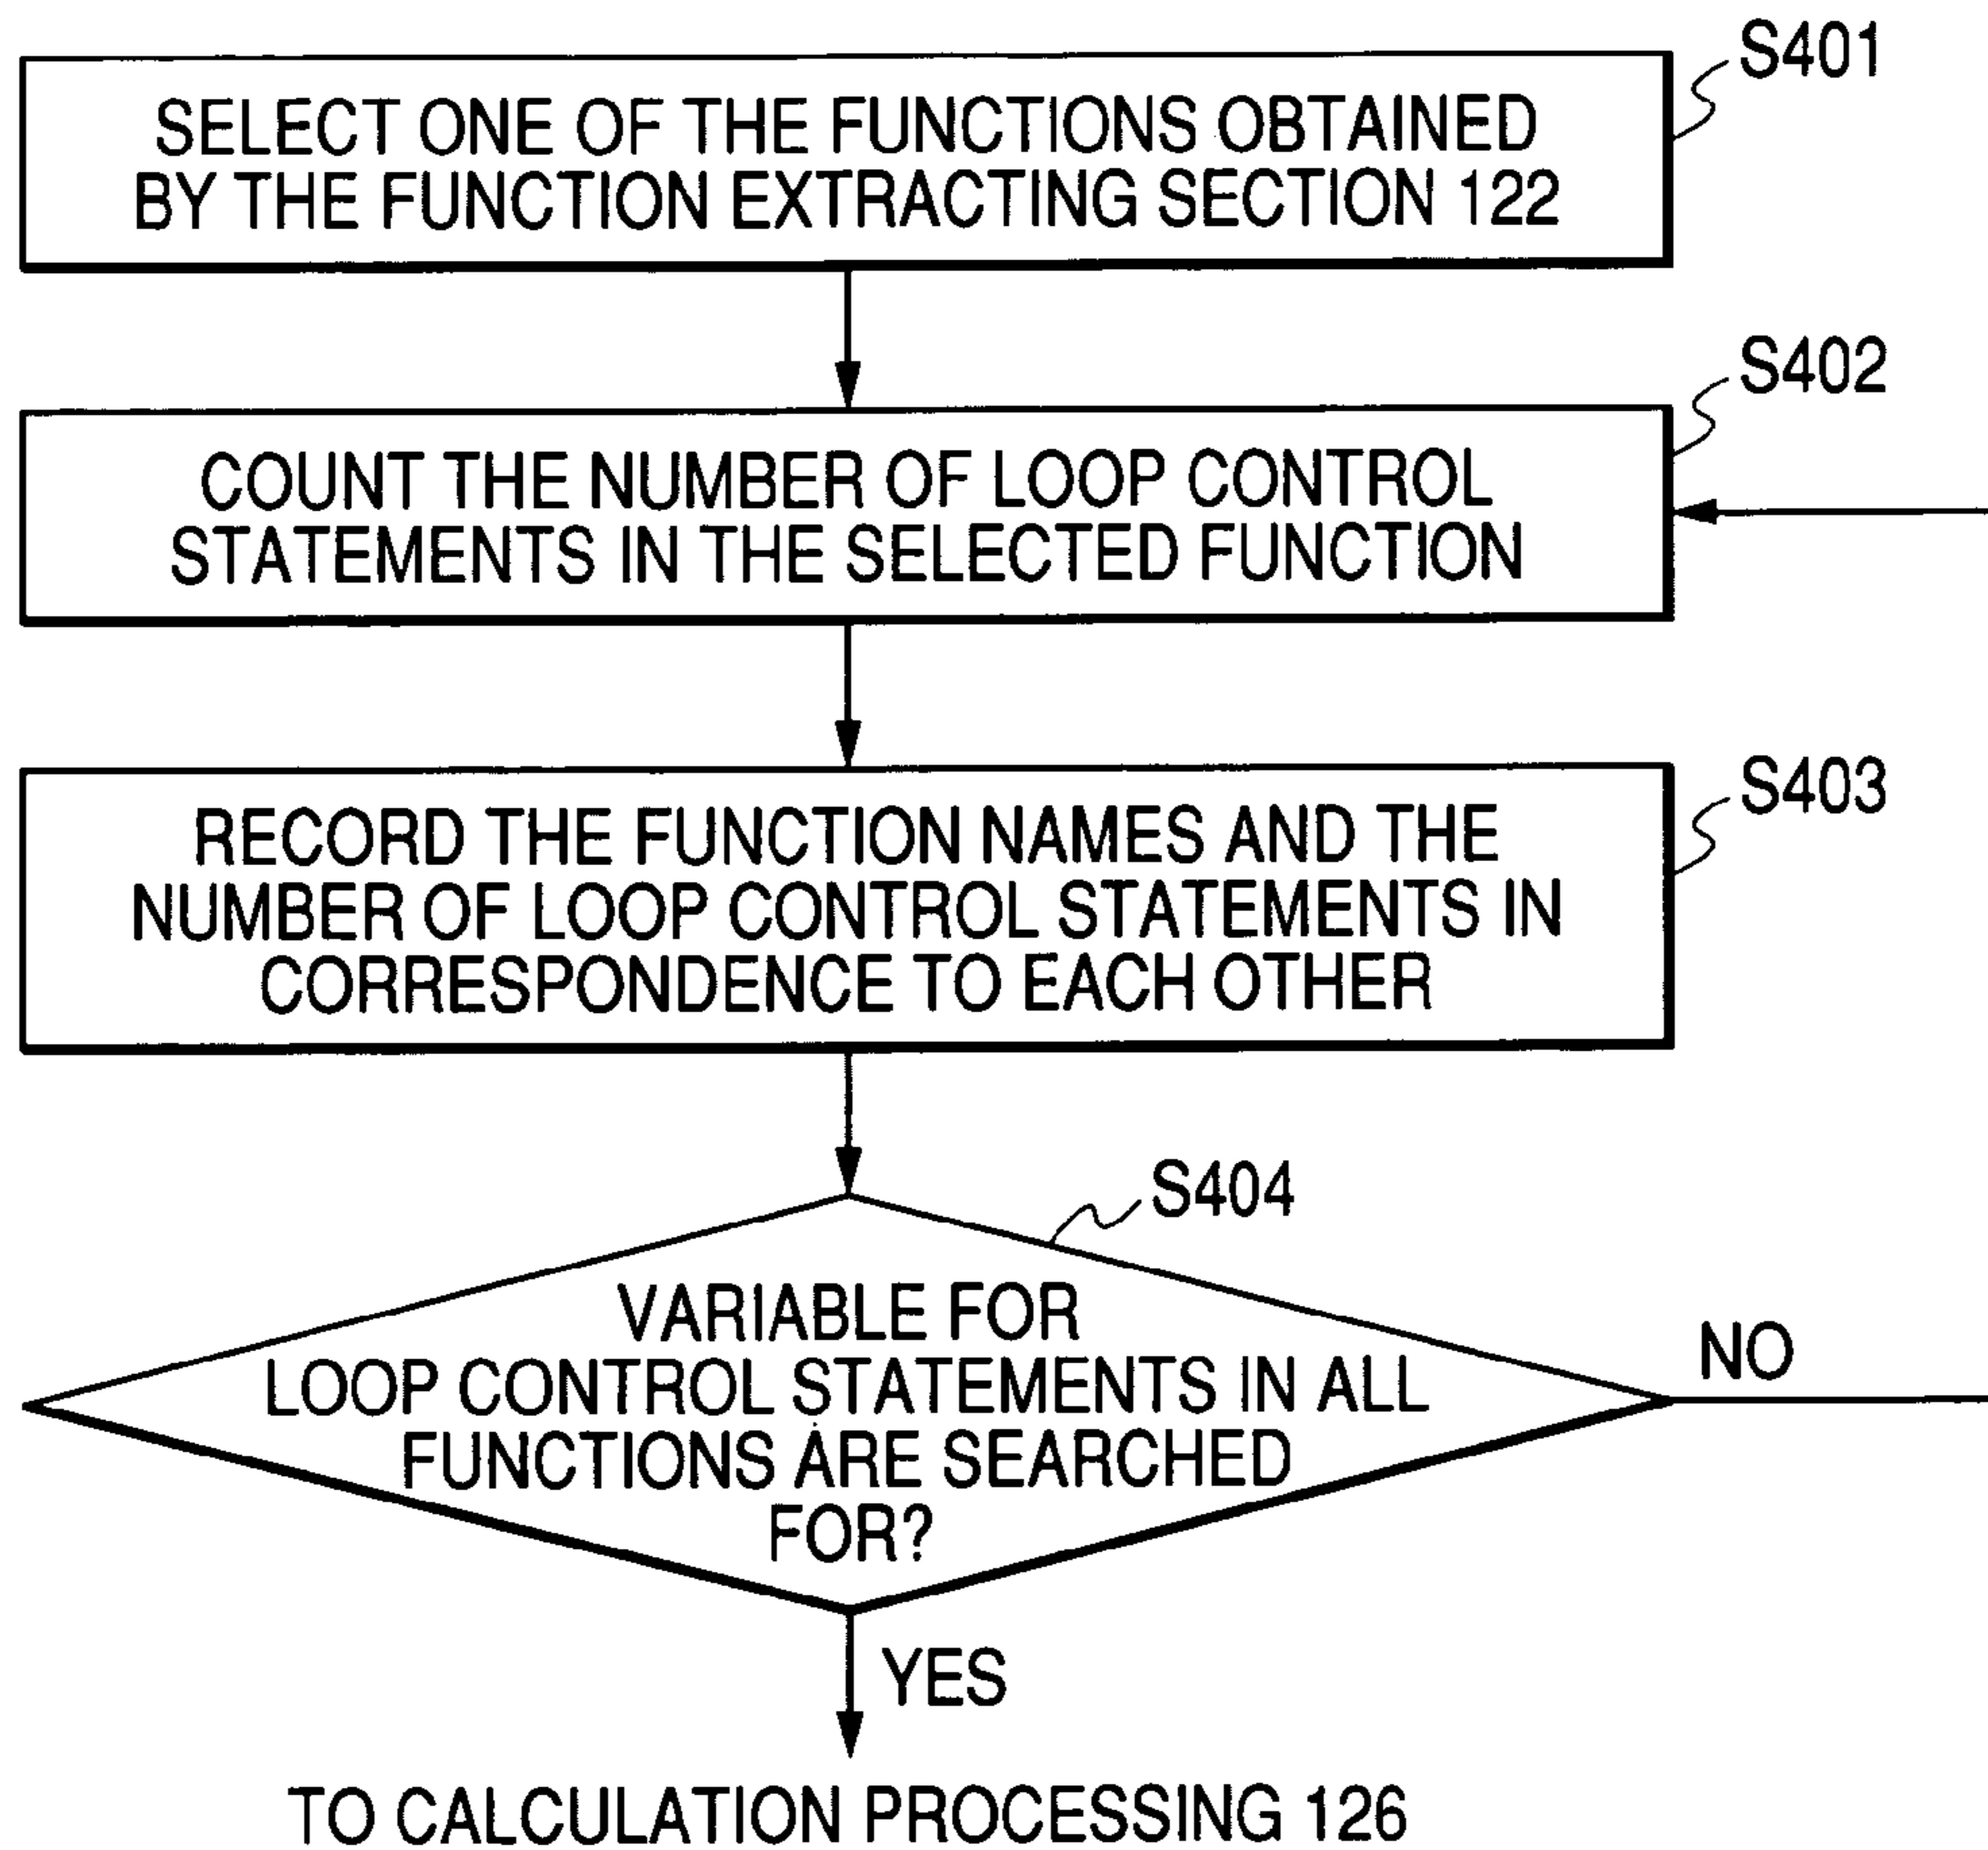 S401
SELECT ONE OF THE FUNCTIONS OBTAINED
BY THE FUNCTION EXTRACTING SECTION 122
S402
COUNT THE NUMBER OF LOOP CONTROL
STATEMENTS IN THE SELECTED FUNCTION
S403
RECORD THE FUNCTION NAMES AND THE
NUMBER OF LOOP CONTROL STATEMENTS IN
CORRESPONDENCE TO EACH OTHER
S404
VARIABLE FOR
LOOP CONTROL STATEMENTS IN ALL
FUNCTIONS ARE SEARCHED
FOR?
NO
YES
TO CALCULATION PROCESSING 126